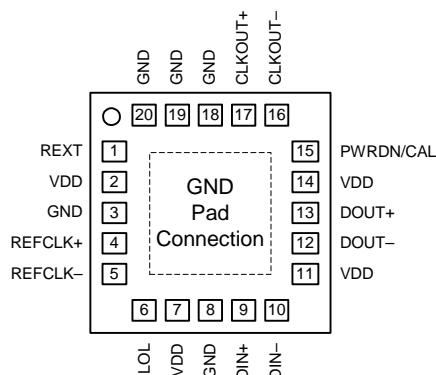 GND
GND
GND
CLKOUT+
CLKOUT–
20
19
18
17
16
REXT 1
15 PWRDN/CAL
VDD 2
14 VDD
GND 3
13 DOUT+
REFCLK+ 4
12 DOUT–
REFCLK– 5
11 VDD
GND
Pad
Connection
6
7
8
9
10
LOL
VDD
GND
DIN+
DIN–